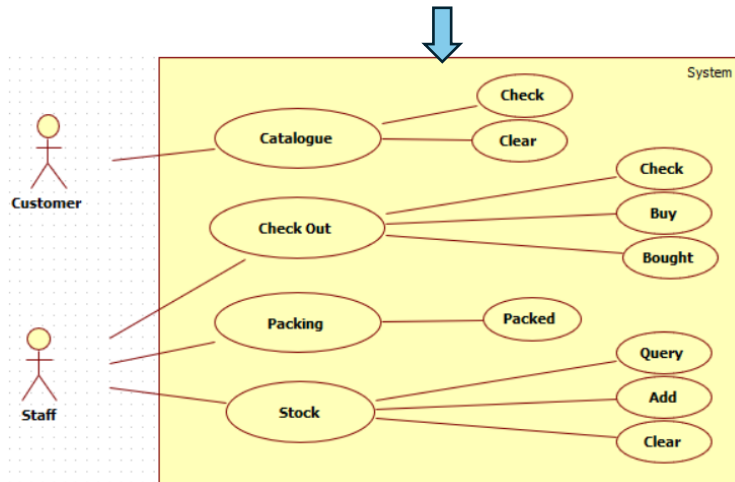 System
Check
Catalogue
Clear
Customer
Check
Check Out
Buy
Bought
Packing
Packed
Staff
Query
Stock
Add
Clear